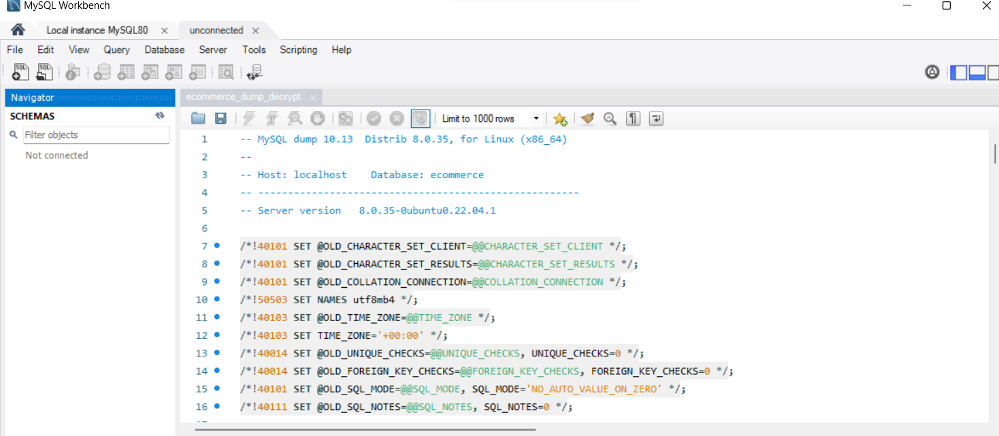 MySQL Workbench
Local instance MySQL80
unconnected
File Edit View Query Database Server Tools Scripting Help
SQL SQL
Navigator
ecommerce_dump_decrypt
SCHEMAS
Limit to 1000 rows
Filter objects
Not connected
1 -- MySQL dump 10.13  Distrib 8.0.35, for Linux (x86_64)
2 --
3 -- Host: localhost    Database: ecommerce
4 -- ------------------------------------------------------
5 -- Server version   8.0.35-0ubuntu0.22.04.1
6
7 /*!40101 SET @OLD_CHARACTER_SET_CLIENT=@@CHARACTER_SET_CLIENT */;
8 /*!40101 SET @OLD_CHARACTER_SET_RESULTS=@@CHARACTER_SET_RESULTS */;
9 /*!40101 SET @OLD_COLLATION_CONNECTION=@@COLLATION_CONNECTION */;
10 /*!50503 SET NAMES utf8mb4 */;
11 /*!40103 SET @OLD_TIME_ZONE=@@TIME_ZONE */;
12 /*!40103 SET TIME_ZONE='+00:00' */;
13 /*!40014 SET @OLD_UNIQUE_CHECKS=@@UNIQUE_CHECKS, UNIQUE_CHECKS=0 */;
14 /*!40014 SET @OLD_FOREIGN_KEY_CHECKS=@@FOREIGN_KEY_CHECKS, FOREIGN_KEY_CHECKS=0 */;
15 /*!40101 SET @OLD_SQL_MODE=@@SQL_MODE, SQL_MODE='NO_AUTO_VALUE_ON_ZERO' */;
16 /*!40111 SET @OLD_SQL_NOTES=@@SQL_NOTES, SQL_NOTES=0 */;